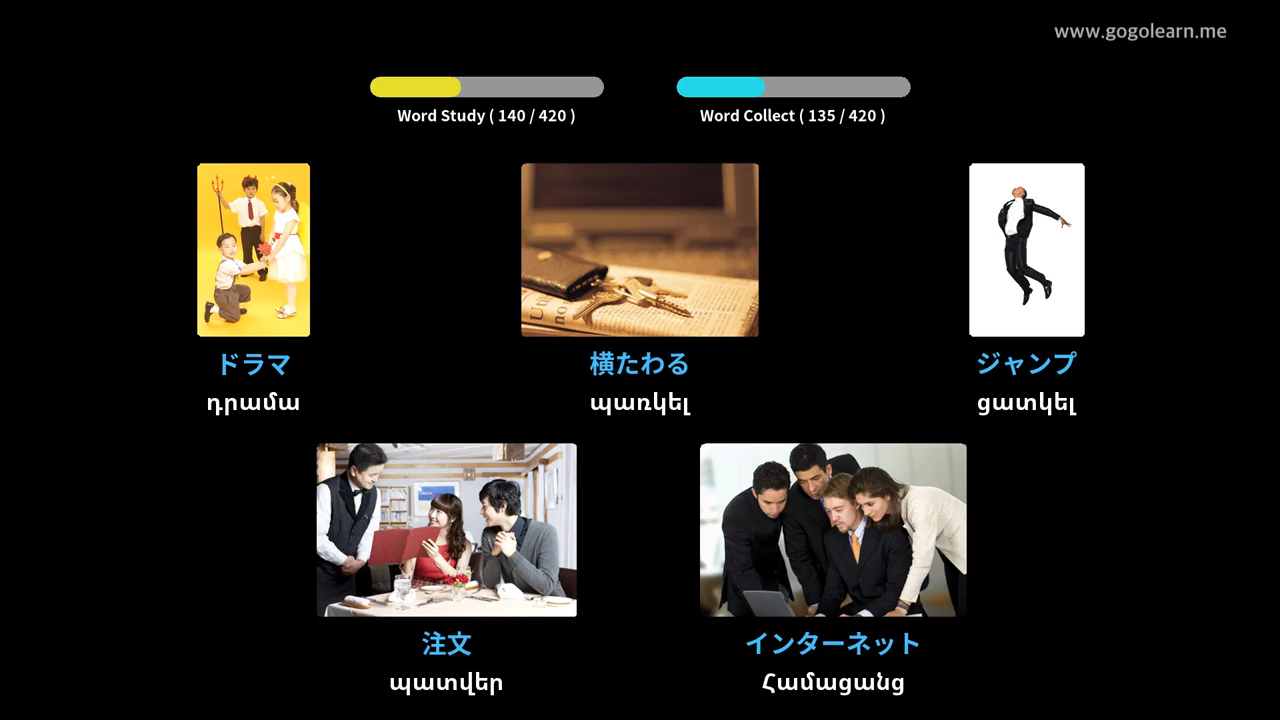 www.gogolearn.me
Word Study ( 140 / 420 )
Word Collect ( 135 / 420 )
ドラマ
横たわる
ジャンプ
դրամա
պառկել
ցատկել
注文
インターネット
պատվեր
Համացանց